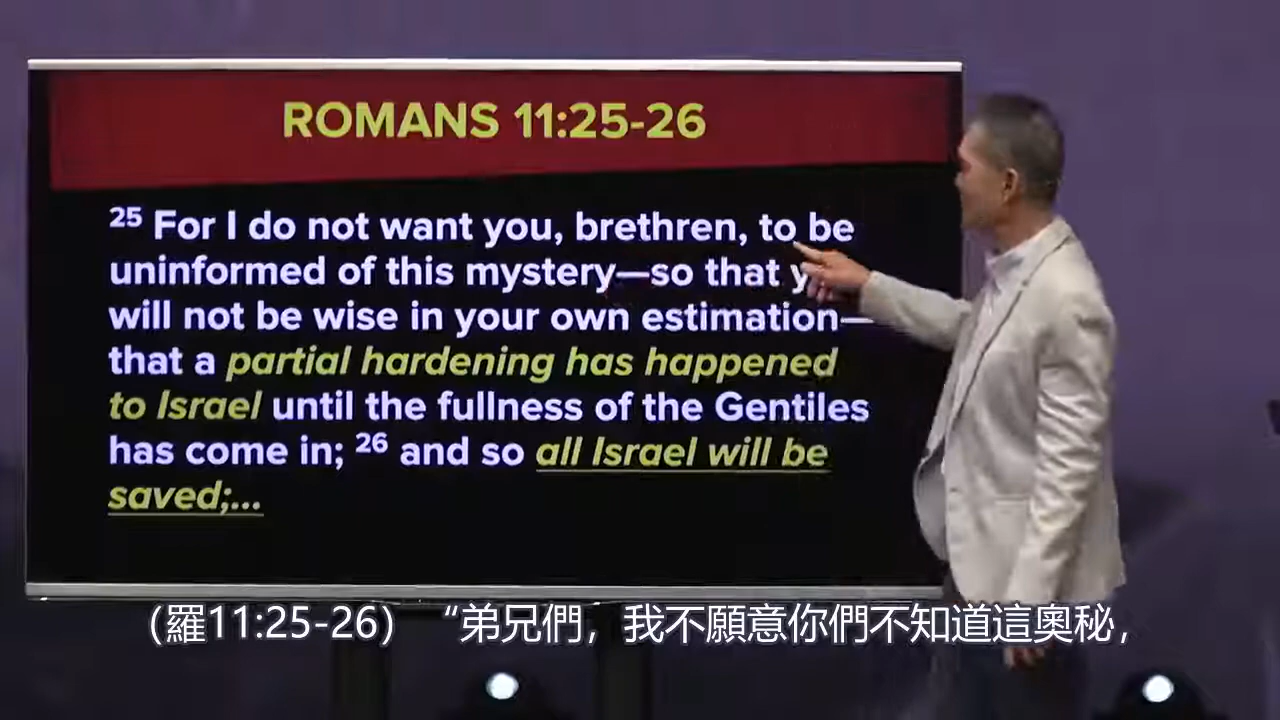 ROMANS 11:25-26
25 For I do not want you, brethren, to be
uninformed of this mystery—so that
will not be wise in your own estimation—
that a partial hardening has happened
to Israel until the fullness of the Gentiles
has come in; 26 and so all Israel will be
saved;...
（羅11:25-26）“弟兄們，我不願意你們不知道這奧秘，